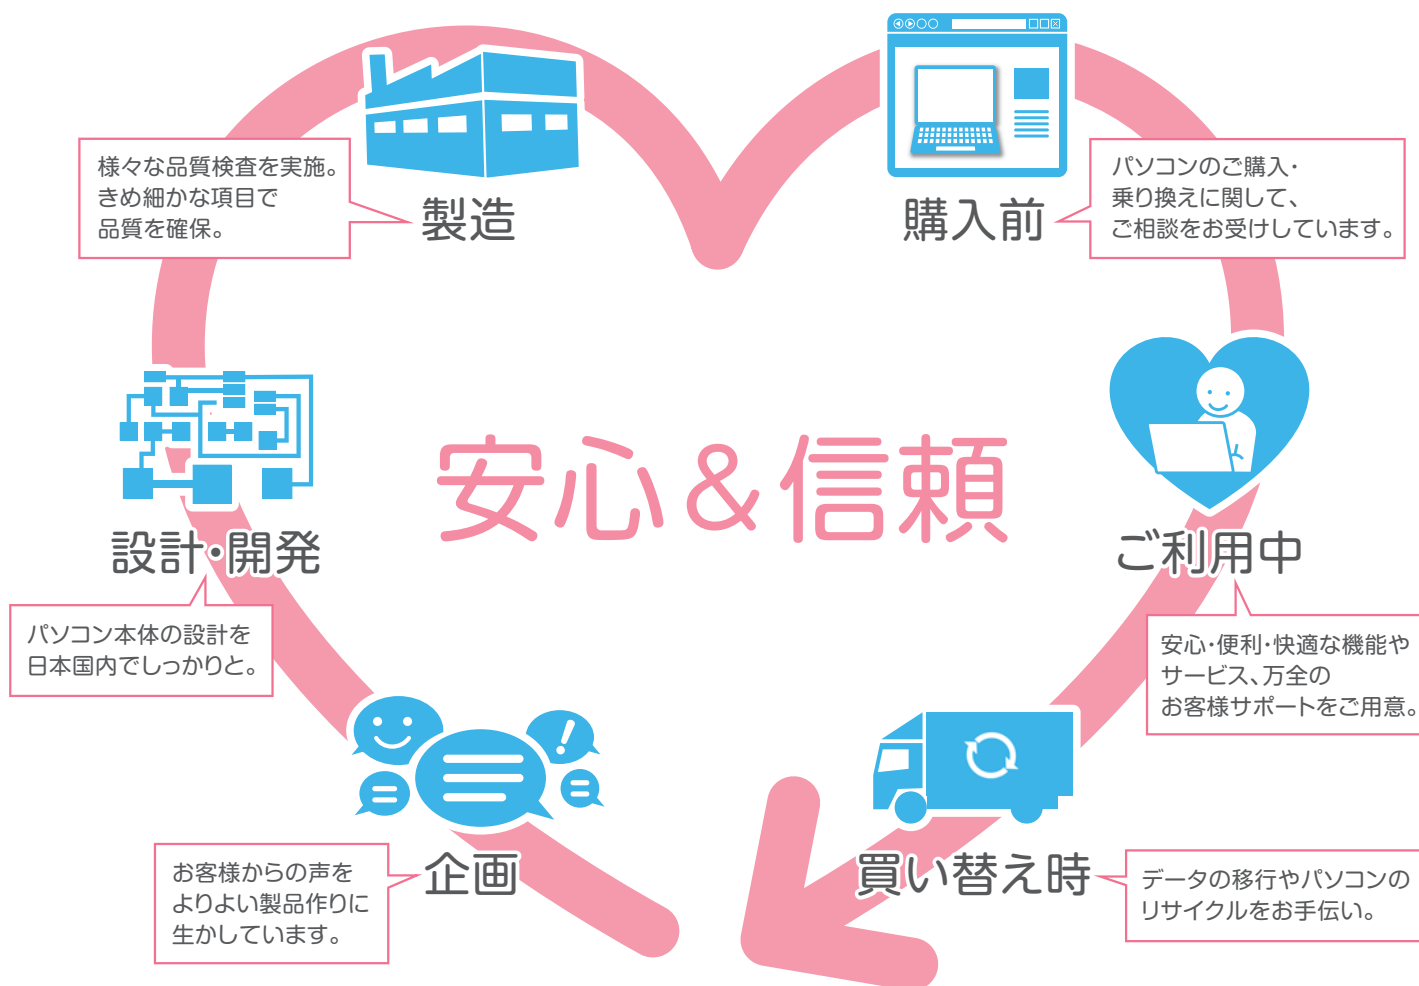 様々な品質検査を実施。
きめ細かな項目で
品質を確保。
製造
購入前
パソコンのご購入・
乗り換えに関して、
ご相談をお受けしています。
安心&信頼
設計・開発
パソコン本体の設計を
日本国内でしっかりと。
ご利用中
安心・便利・快適な機能や
サービス、万全の
お客様サポートをご用意。
企画
お客様からの声を
よりよい製品作りに
生かしています。
買い替え時
データの移行やパソコンの
リサイクルをお手伝い。